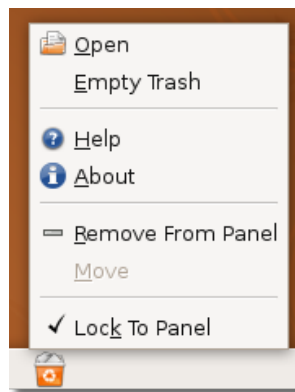 Open
Empty Trash
Help
About
Remove From Panel
Move
Lock To Panel